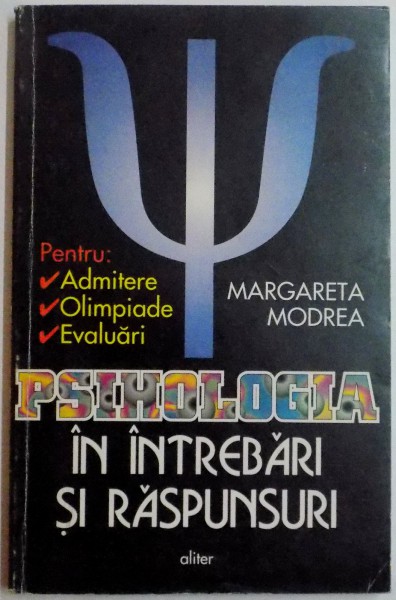 Ψ
Pentru:
✓Admitere
✓Olimpiade
✓Evaluări
MARGARETA
MODREA
PSIHOLOGIA
ÎN ÎNTREBĂRI
ȘI RĂSPUNSURI
aliter